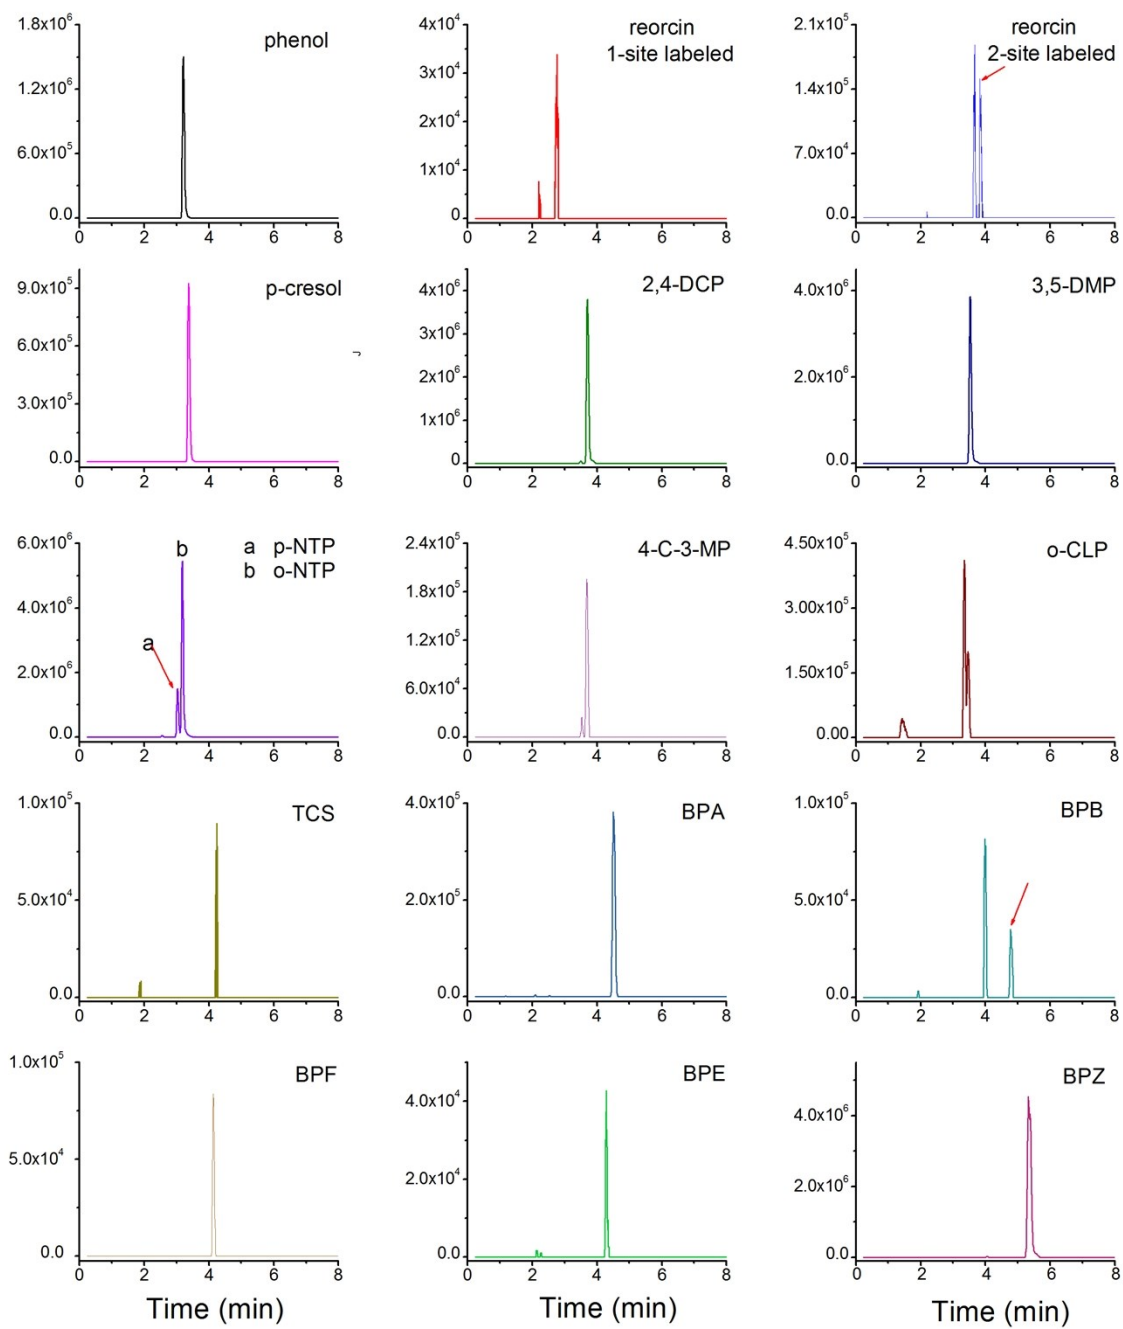 phenol
1.8x10⁶
1.2x10⁶
6.0x10⁵
0.0
0 2 4 6 8
reorcin
1-site labeled
4x10⁴
3x10⁴
2x10⁴
1x10⁴
0
0 2 4 6 8
reorcin
2-site labeled
2.1x10⁵
1.4x10⁵
7.0x10⁴
0.0
0 2 4 6 8
p-cresol
9.0x10⁵
6.0x10⁵
3.0x10⁵
0.0
0 2 4 6 8
2,4-DCP
4x10⁶
3x10⁶
2x10⁶
1x10⁶
0
0 2 4 6 8
3,5-DMP
4.0x10⁶
2.0x10⁶
0.0
0 2 4 6 8
a p-NTP
b o-NTP
b
a
6.0x10⁶
4.0x10⁶
2.0x10⁶
0.0
0 2 4 6 8
4-C-3-MP
2.4x10⁵
1.8x10⁵
1.2x10⁵
6.0x10⁴
0.0
0 2 4 6 8
o-CLP
4.50x10⁵
3.00x10⁵
1.50x10⁵
0.00
0 2 4 6 8
TCS
1.0x10⁵
5.0x10⁴
0.0
0 2 4 6 8
BPA
4.0x10⁵
2.0x10⁵
0.0
0 2 4 6 8
BPB
1.0x10⁵
5.0x10⁴
0.0
0 2 4 6 8
BPF
1.0x10⁵
5.0x10⁴
0.0
0 2 4 6 8
Time (min)
BPE
4.0x10⁴
2.0x10⁴
0.0
0 2 4 6 8
Time (min)
BPZ
4.0x10⁶
2.0x10⁶
0.0
0 2 4 6 8
Time (min)